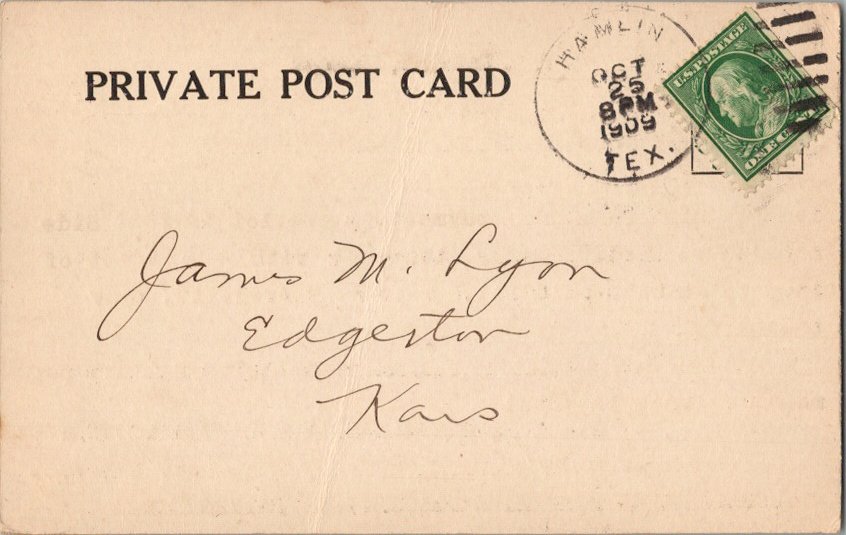 PRIVATE POST CARD
HAMLIN
OCT
25
8 PM
1909
TEX.
U.S. POSTAGE
ONE CENT
James M. Lyon
Edgerton
Kans